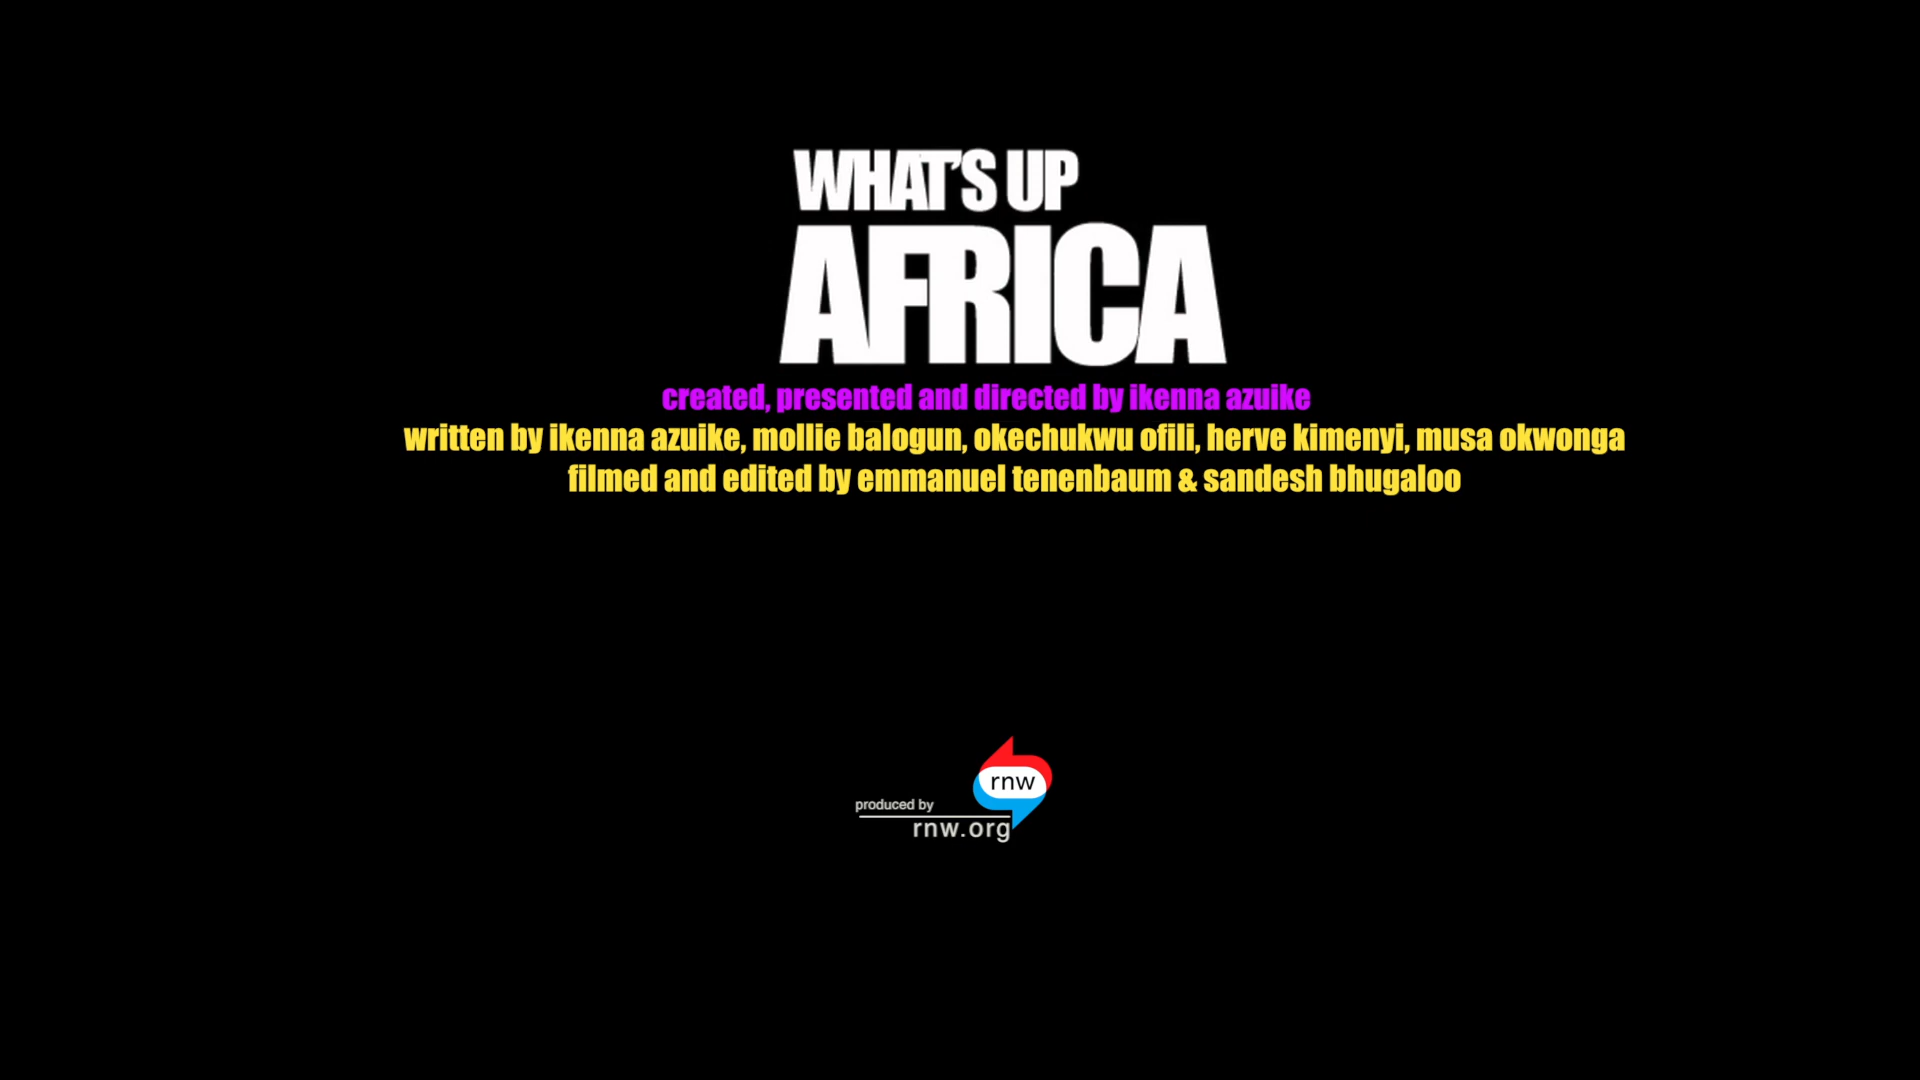 WHAT'S UP
AFRICA
created, presented and directed by ikenna azuike
written by ikenna azuike, mollie balogun, okechukwu ofili, herve kimenyi, musa okwonga
filmed and edited by emmanuel tenenbaum & sandesh bhugaloo
rnw
produced by
rnw.org